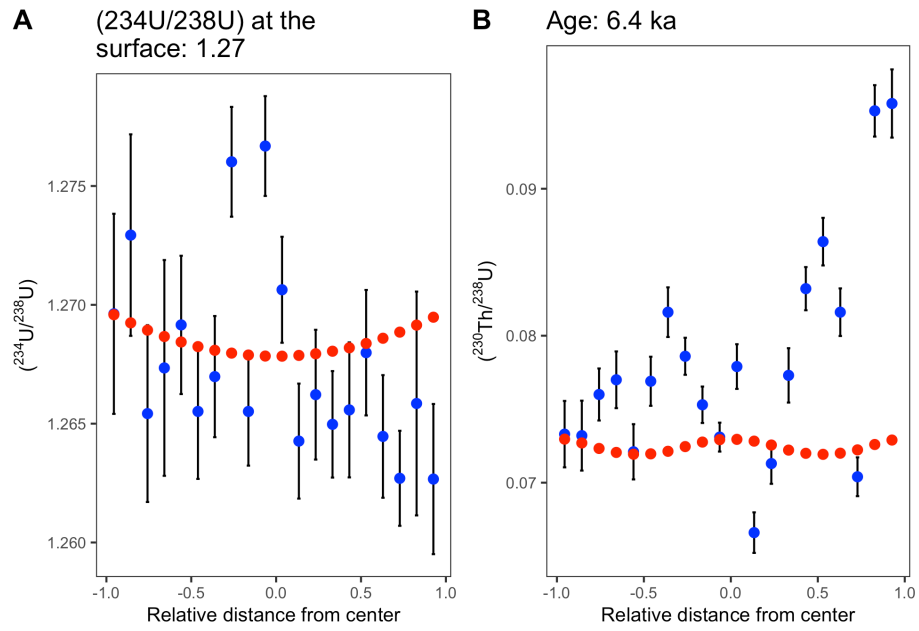 A
(234U/238U) at the
surface: 1.27
1.275
1.270
1.265
1.260
(²³⁴U/²³⁸U)
-1.0 -0.5 0.0 0.5 1.0
Relative distance from center
B
Age: 6.4 ka
0.09
0.08
0.07
(²³⁰Th/²³⁸U)
-1.0 -0.5 0.0 0.5 1.0
Relative distance from center